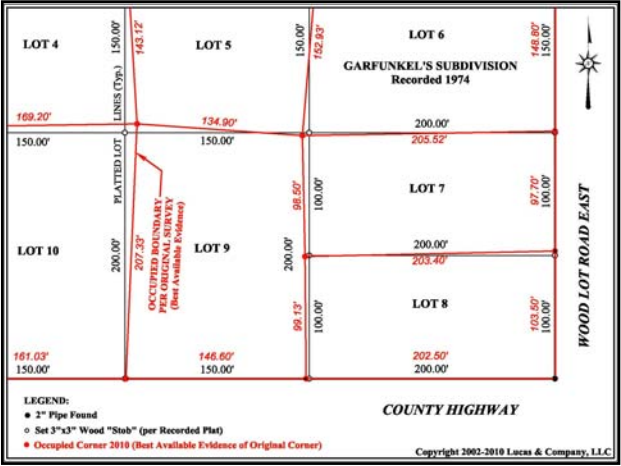 LOT 4
150.00'
143.12'
LOT 5
150.00'
152.93'
LOT 6
148.80'
150.00'
GARFUNKEL'S SUBDIVISION
Recorded 1974
LINES (Typ.)
169.20'
150.00'
134.90'
150.00'
200.00'
205.52'
PLATTED LOT
LOT 10
200.00'
207.33'
OCCUPIED BOUNDARY
PER ORIGINAL SURVEY
(Best Available Evidence)
LOT 9
200.00'
98.50'
100.00'
LOT 7
97.70'
100.00'
200.00'
203.40'
99.13'
100.00'
LOT 8
103.50'
100.00'
WOOD LOT ROAD EAST
161.03'
150.00'
146.60'
150.00'
202.50'
200.00'
LEGEND:
2" Pipe Found
Set 3"x3" Wood "Stob" (per Recorded Plat)
Occupied Corner 2010 (Best Available Evidence of Original Corner)
COUNTY HIGHWAY
Copyright 2002-2010 Lucas & Company, LLC